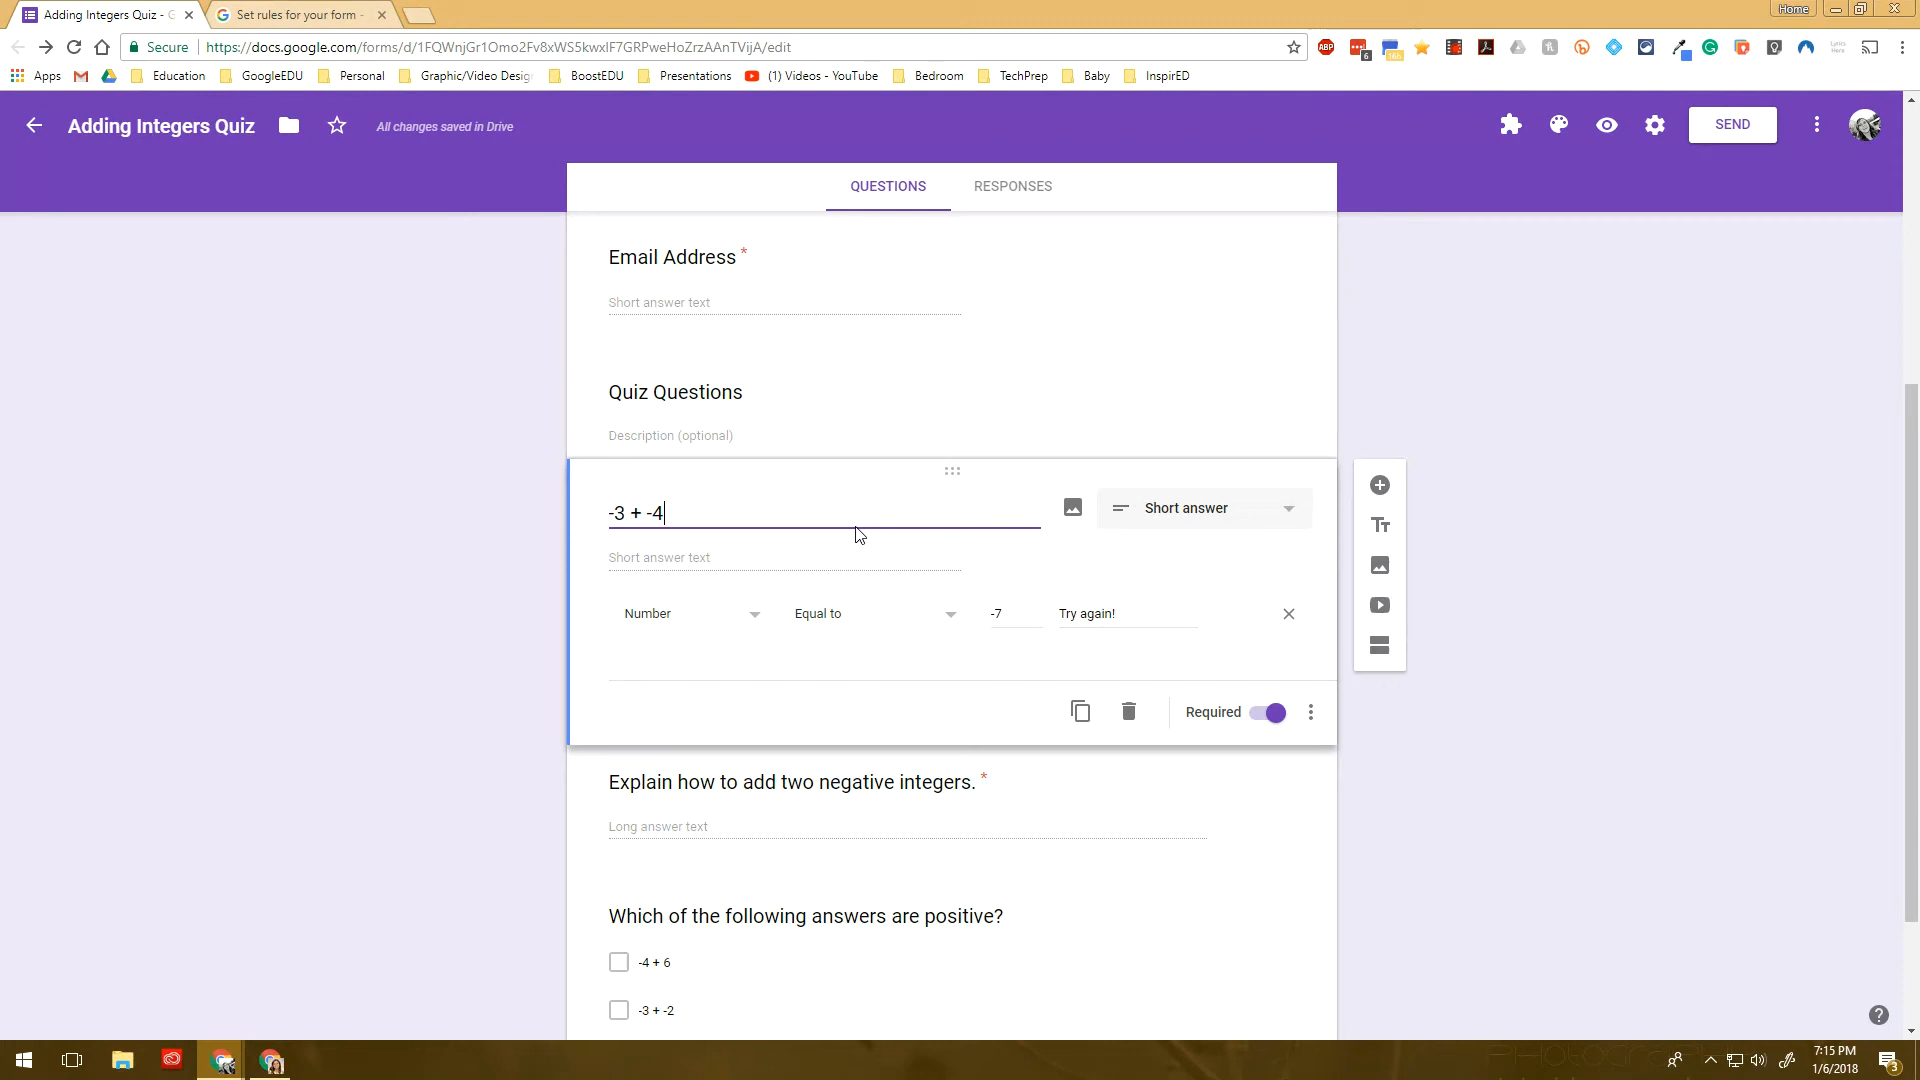 Adding Integers Quiz - G
Set rules for your form -
Home
Secure
https://docs.google.com/forms/d/1FQWnjGr1Omo2Fv8xWS5kwxIF7GRPweHoZrzAAnTVijA/edit
ABP
6
Apps
Education
GoogleEDU
Personal
Graphic/Video Desig
BoostEDU
Presentations
(1) Videos - YouTube
Bedroom
TechPrep
Baby
InspirED
Adding Integers Quiz
All changes saved in Drive
SEND
QUESTIONS
RESPONSES
Email Address *
Short answer text
Quiz Questions
Description (optional)
-3 + -4
Short answer
Short answer text
Number
Equal to
-7
Try again!
Required
Explain how to add two negative integers. *
Long answer text
Which of the following answers are positive?
-4 + 6
-3 + -2
7:15 PM
1/6/2018
3